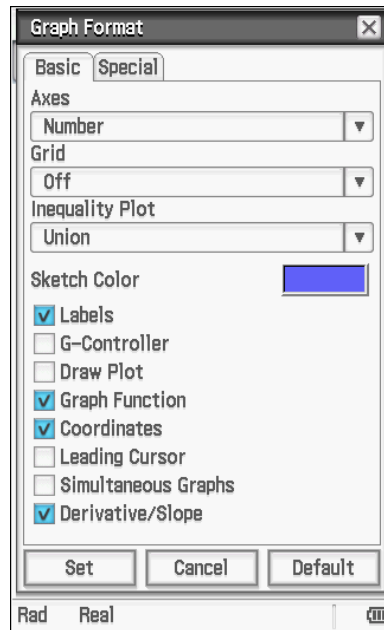 Graph Format
Basic Special
Axes
Number
Grid
Off
Inequality Plot
Union
Sketch Color
Labels
G-Controller
Draw Plot
Graph Function
Coordinates
Leading Cursor
Simultaneous Graphs
Derivative/Slope
Set Cancel Default
Rad Real